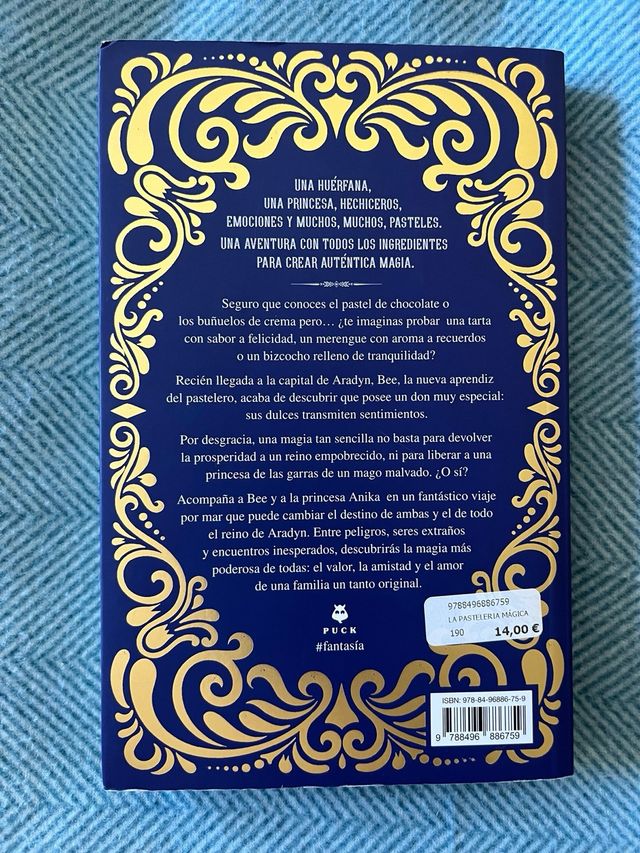 UNA HUÉRFANA,
UNA PRINCESA, HECHICEROS,
EMOCIONES Y MUCHOS, MUCHOS, PASTELES.
UNA AVENTURA CON TODOS LOS INGREDIENTES
PARA CREAR AUTÉNTICA MAGIA.
Seguro que conoces el pastel de chocolate o
los buñuelos de crema pero… ¿te imaginas probar una tarta
con sabor a felicidad, un merengue con aroma a recuerdos
o un bizcocho relleno de tranquilidad?
Recién llegada a la capital de Aradyn, Bee, la nueva aprendiz
del pastelero, acaba de descubrir que posee un don muy especial:
sus dulces transmiten sentimientos.
Por desgracia, una magia tan sencilla no basta para devolver
la prosperidad a un reino empobrecido, ni para liberar a una
princesa de las garras de un mago malvado. ¿O sí?
Acompaña a Bee y a la princesa Anika en un fantástico viaje
por mar que puede cambiar el destino de ambas y el de todo
el reino de Aradyn. Entre peligros, seres extraños
y encuentros inesperados, descubrirás la magia más
poderosa de todas: el valor, la amistad y el amor
de una familia un tanto original.
PUCK
#fantasía
9788496886759
LA PASTELERIA MÁGICA
190 14,00 €
ISBN: 978-84-96886-75-9
9 788496 886759